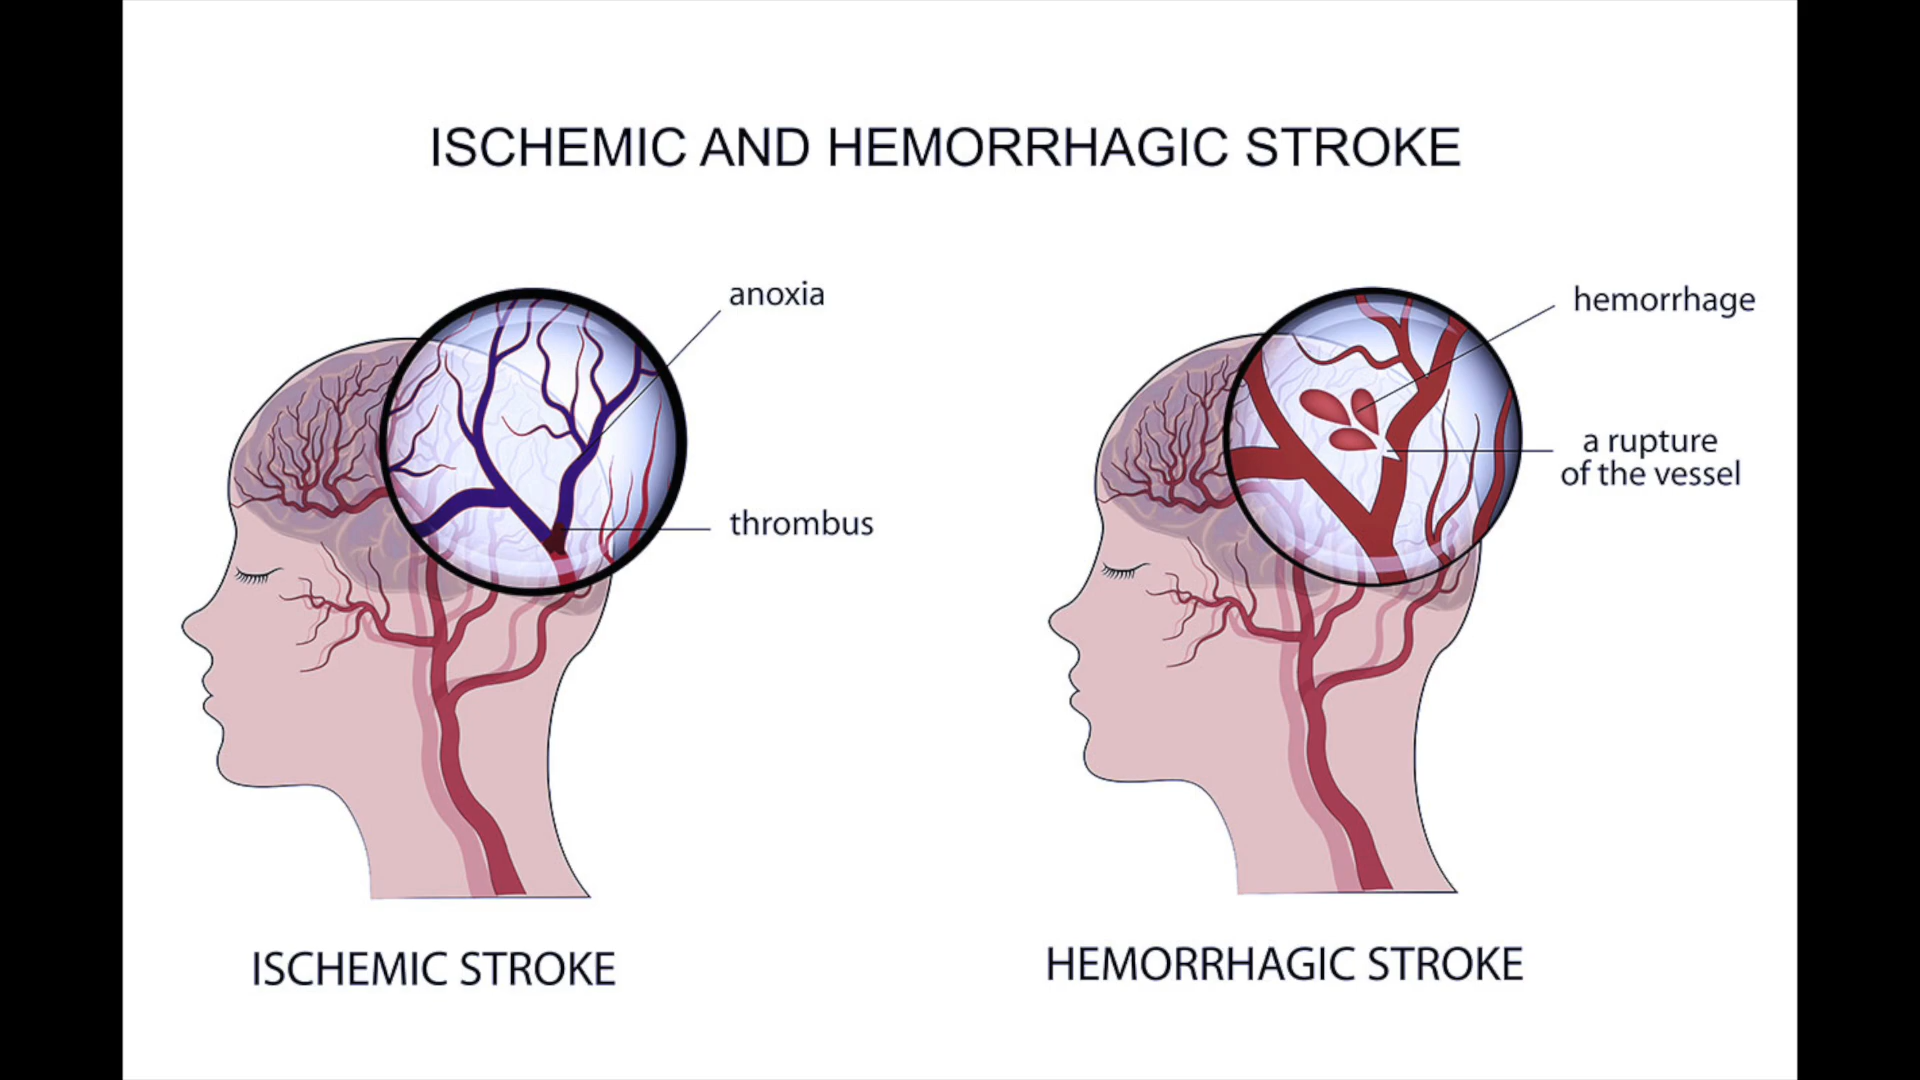 ISCHEMIC AND HEMORRHAGIC STROKE
anoxia
thrombus
ISCHEMIC STROKE
hemorrhage
a rupture
of the vessel
HEMORRHAGIC STROKE